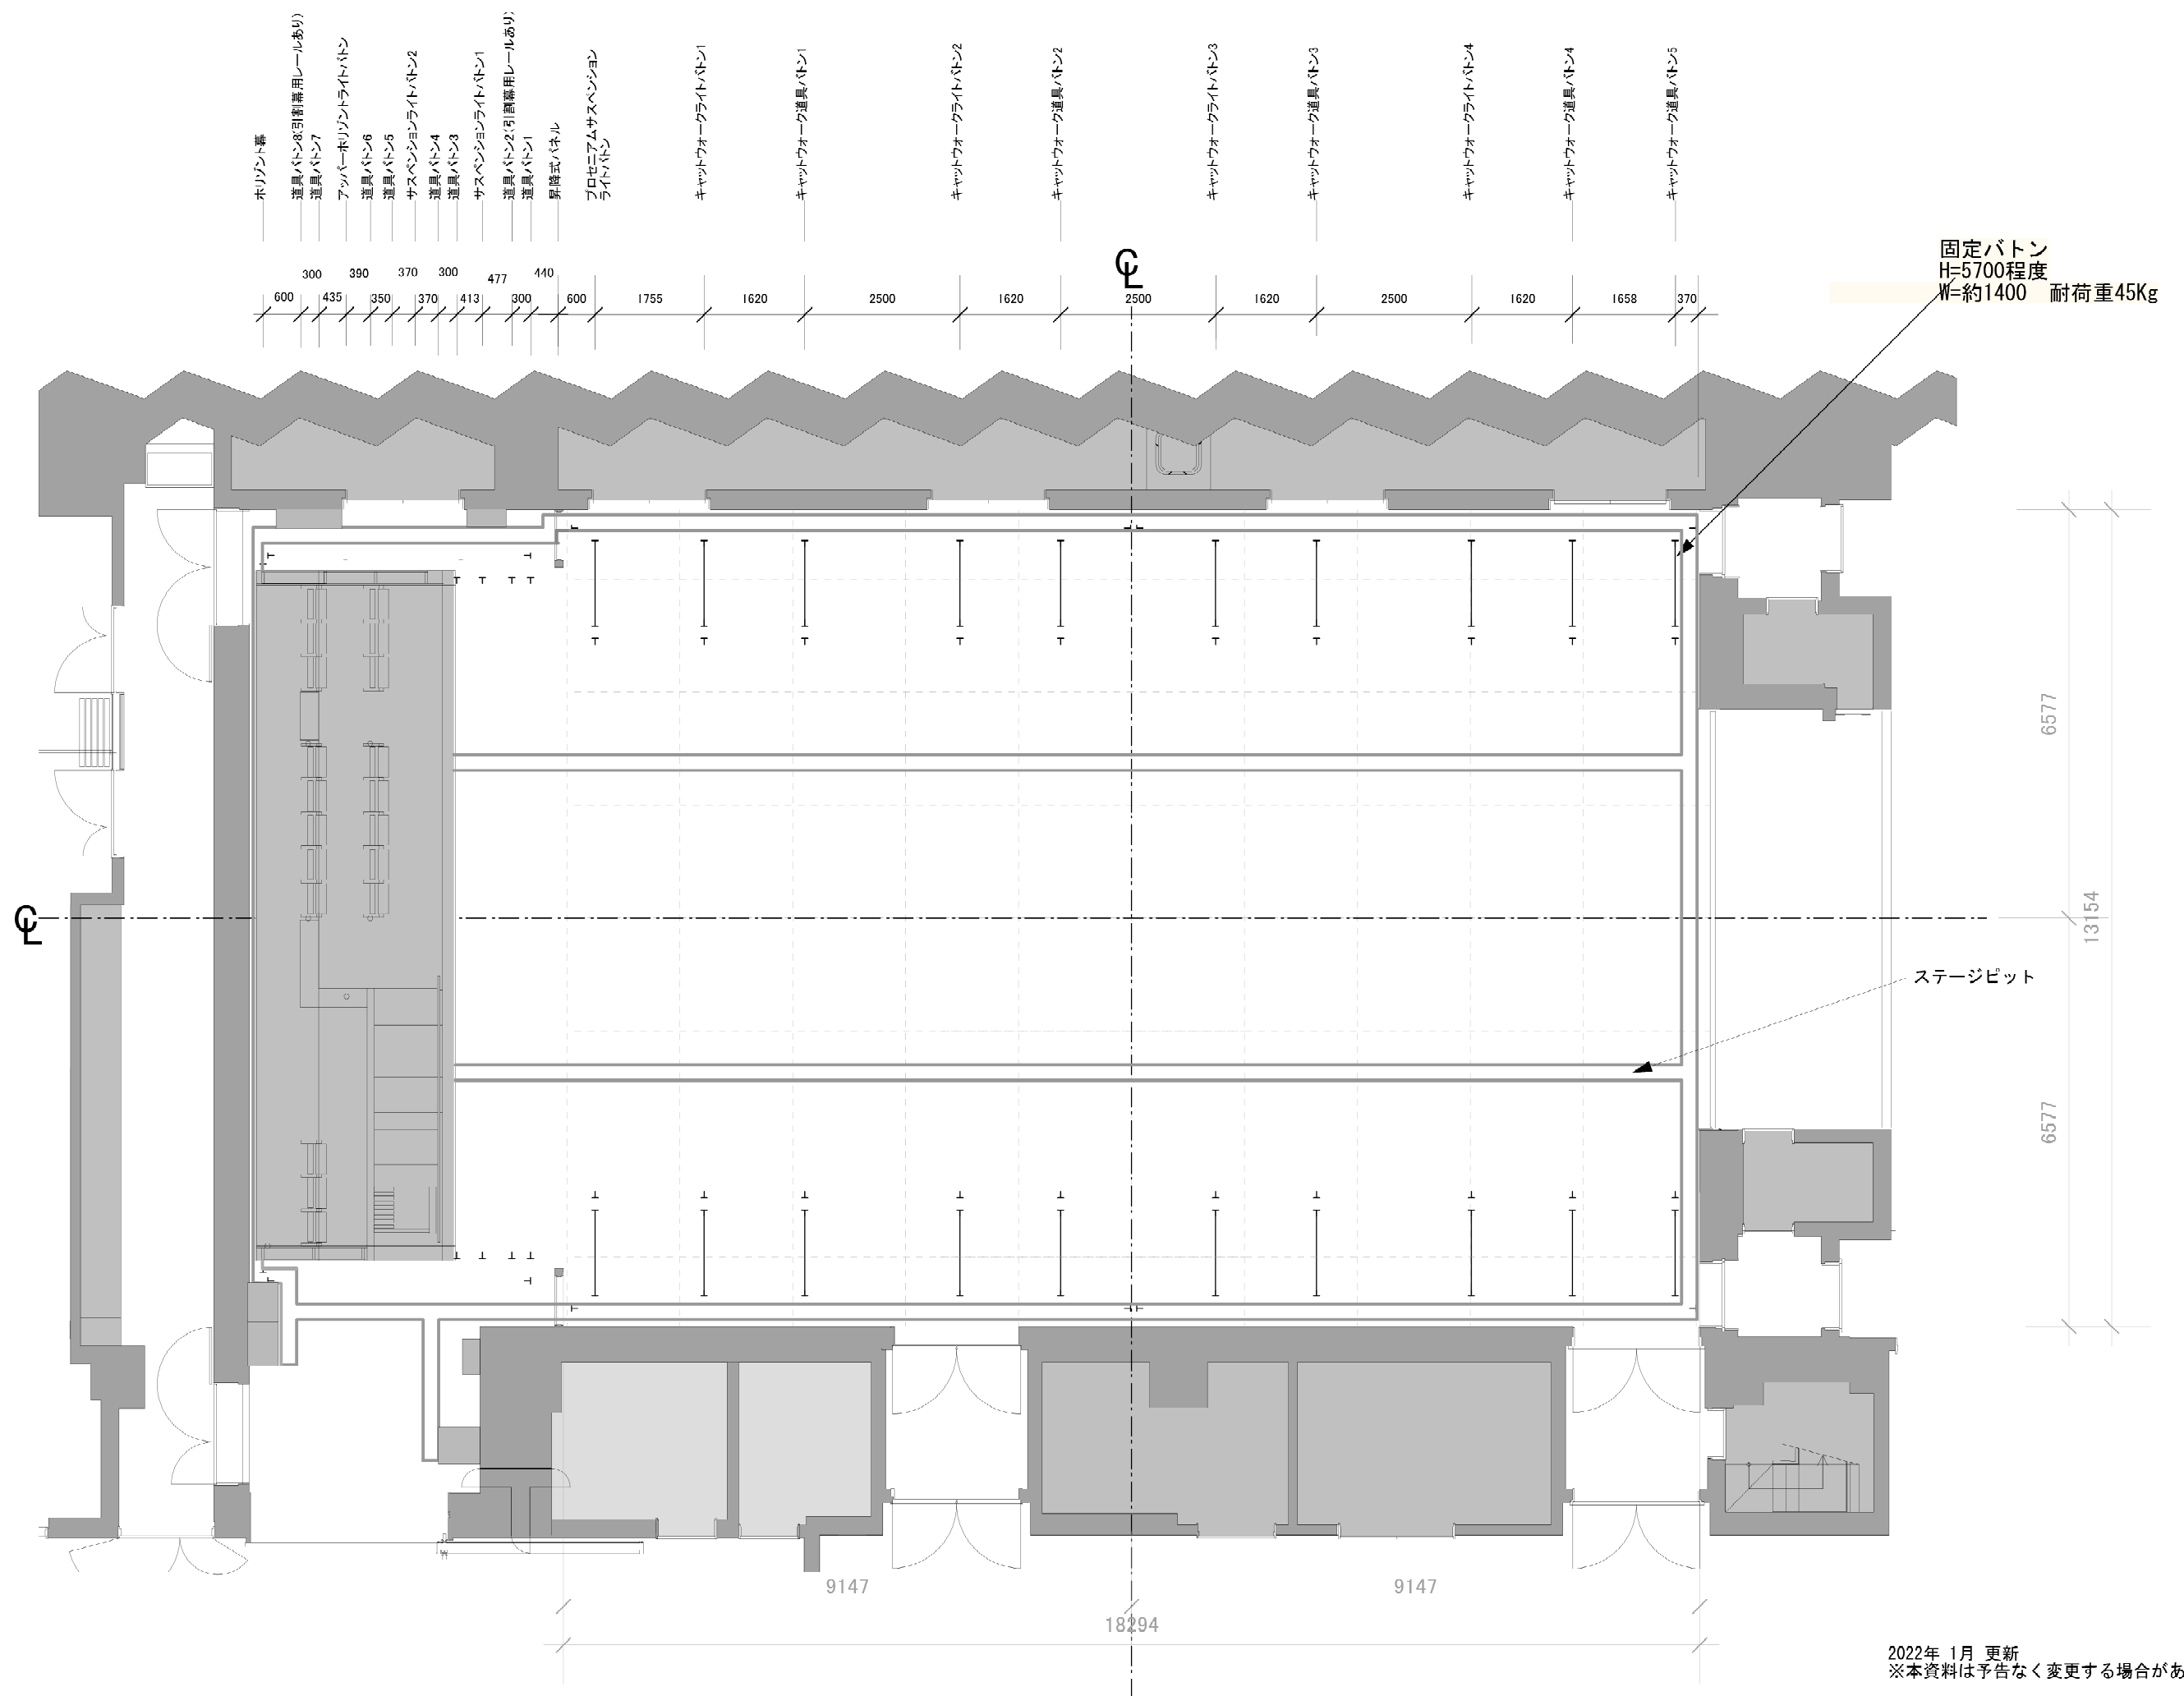 ホリゾント幕
道具バトン8(引割幕用レールあり)
道具バトン7
アッパーホリゾントライトバトン
道具バトン6
道具バトン5
サスペンションライトバトン2
道具バトン4
道具バトン3
サスペンションライトバトン1
道具バトン2(引割幕用レールあり)
道具バトン1
昇降式パネル
プロセニアムサスペンション
ライトバトン
キャットウォークライトバトン1
キャットウォーク道具バトン1
キャットウォークライトバトン2
キャットウォーク道具バトン2
キャットウォークライトバトン3
キャットウォーク道具バトン3
キャットウォークライトバトン4
キャットウォーク道具バトン4
キャットウォークバトン5
固定バトン
H=5700程度
W=約1400 耐荷重45Kg
CL
300 390 370 300 477 440
600 435 350 370 413 300 600 1755 1620 2500 1620 2500 1620 2500 1620 1658 370
6577
13154
CL
ステージピット
6577
9147 9147
18294
2022年 1月 更新
※本資料は予告なく変更する場合があ